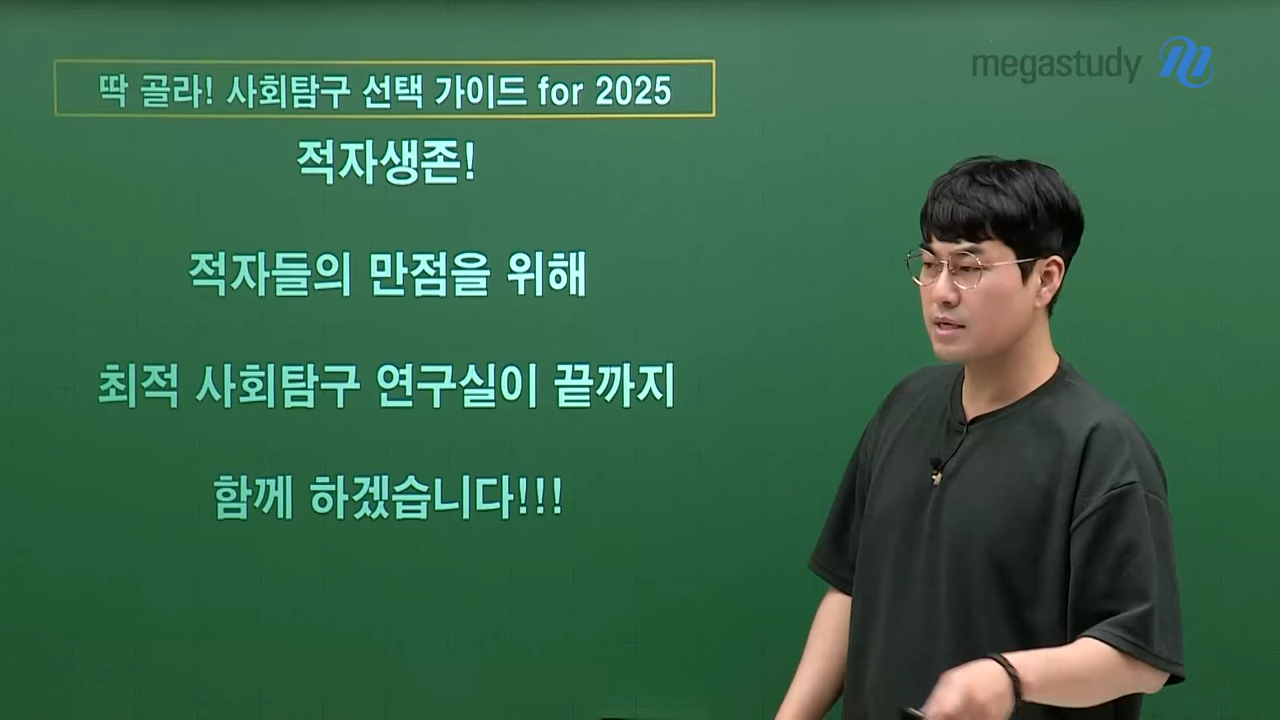 딱 골라! 사회탐구 선택 가이드 for 2025
megastudy
적자생존!
적자들의 만점을 위해
최적 사회탐구 연구실이 끝까지
함께 하겠습니다!!!